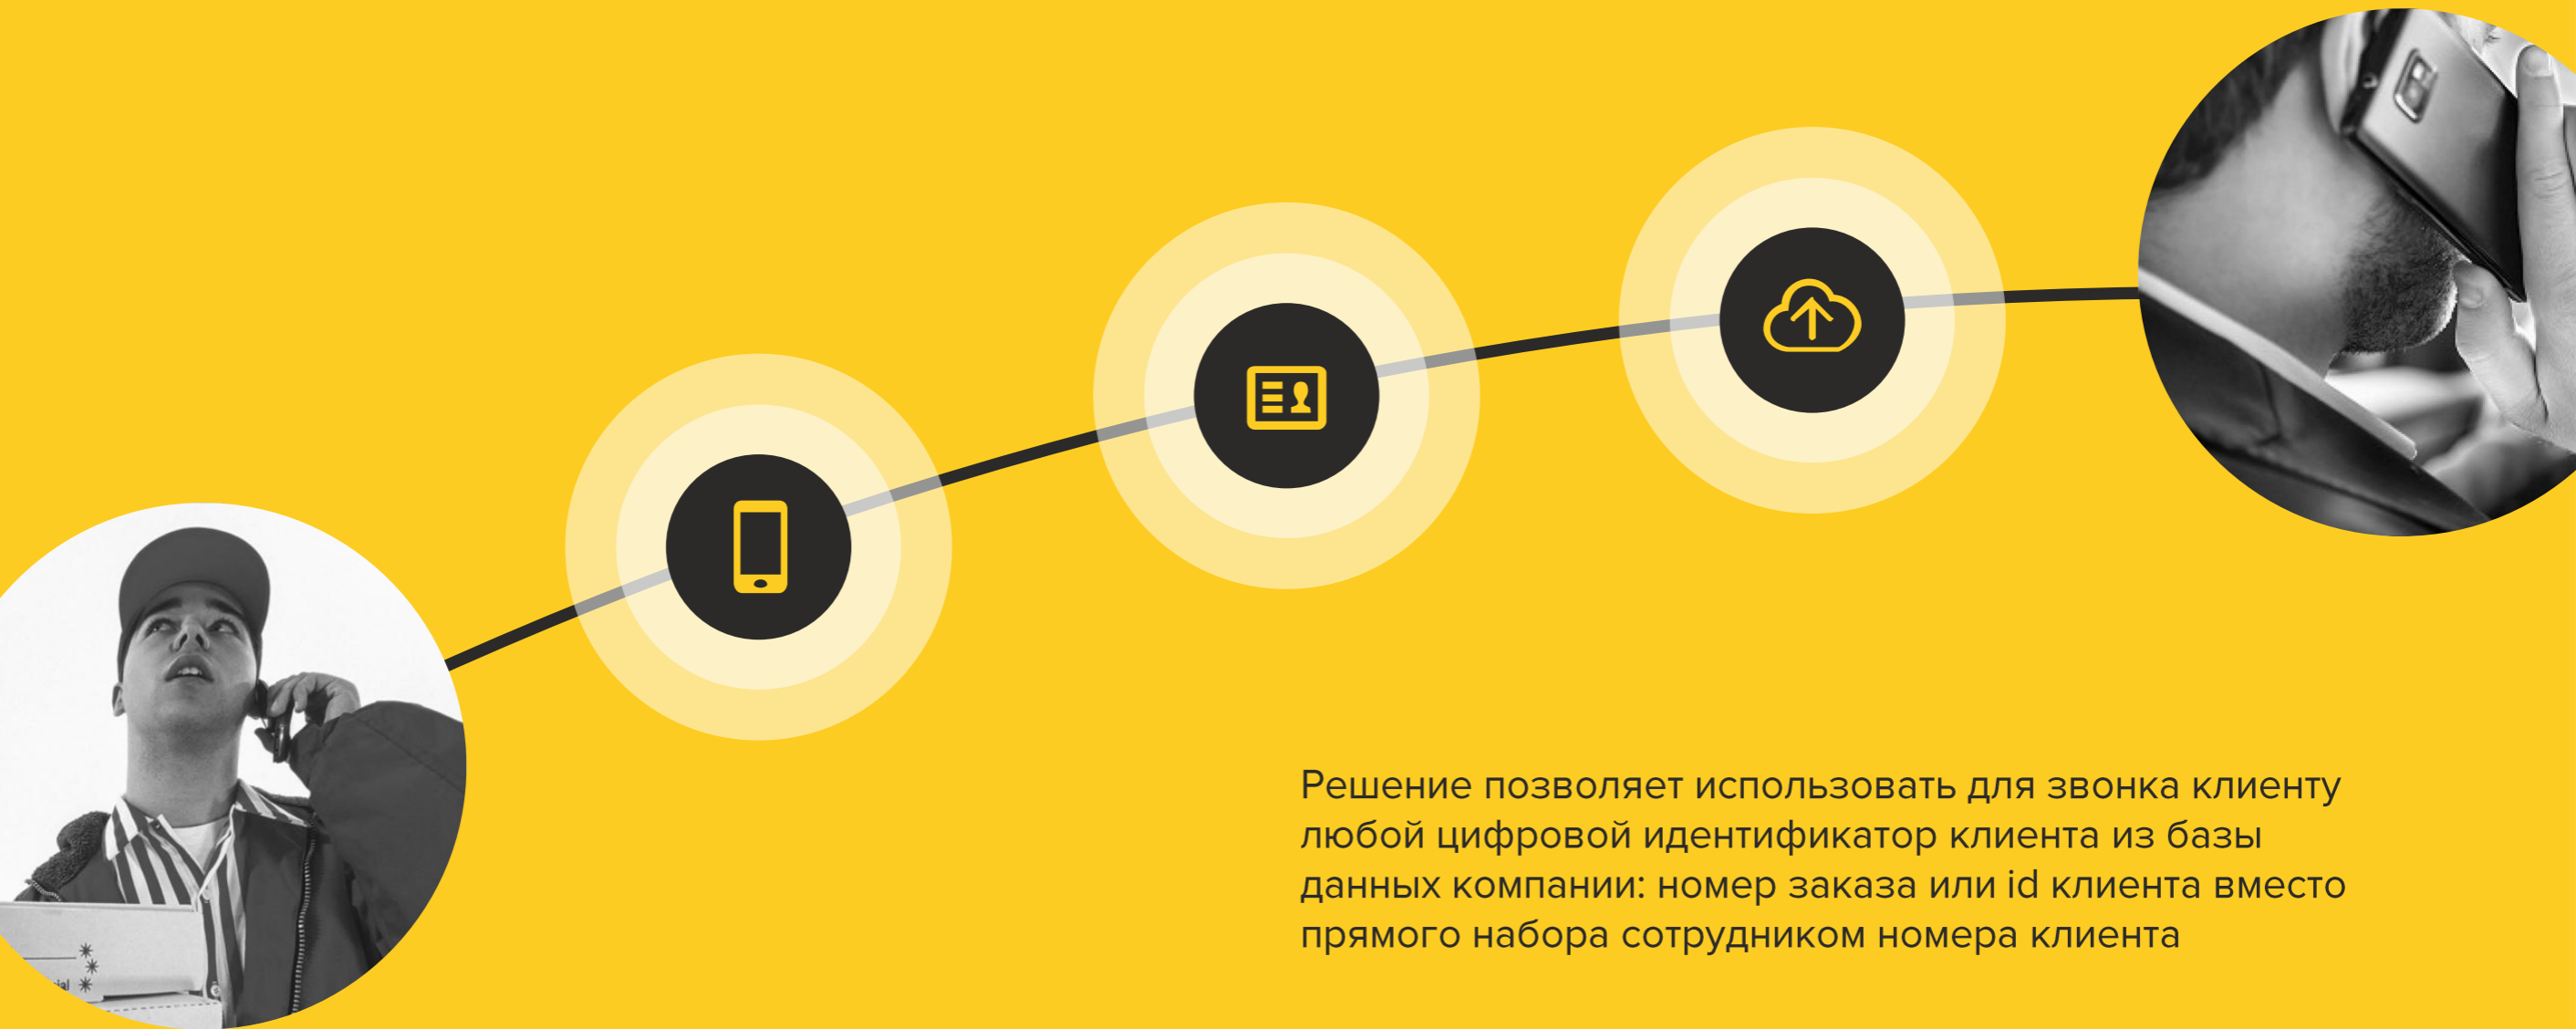 Решение позволяет использовать для звонка клиенту
любой цифровой идентификатор клиента из базы
данных компании: номер заказа или id клиента вместо
прямого набора сотрудником номера клиента